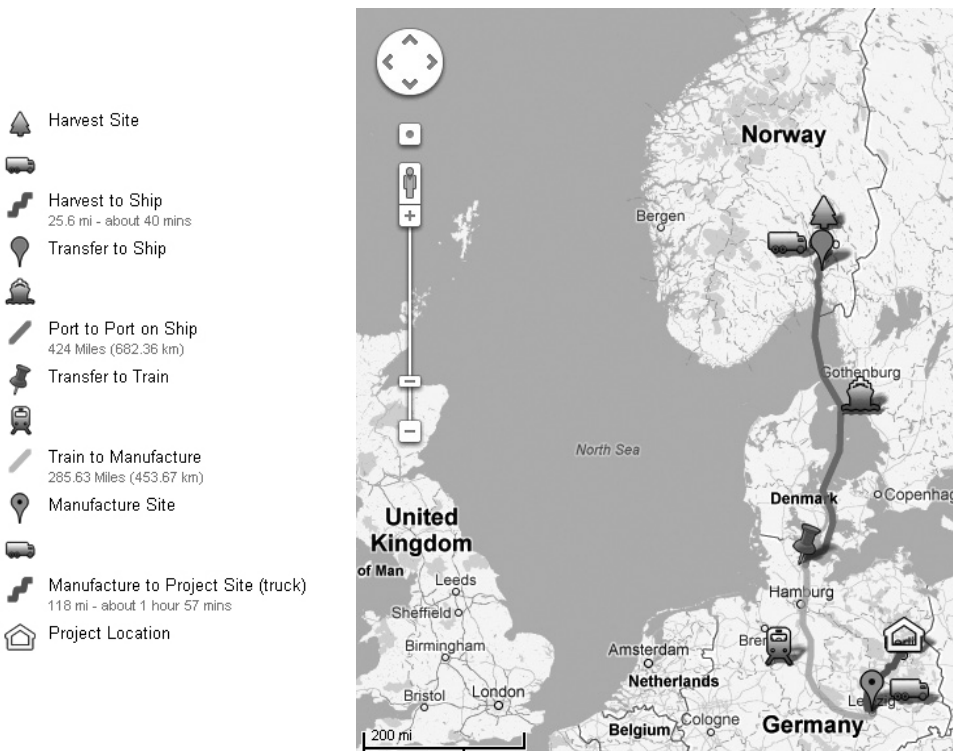 Harvest Site
Harvest to Ship
25.6 mi - about 40 mins
Transfer to Ship
Port to Port on Ship
424 Miles (682.36 km)
Transfer to Train
Train to Manufacture
285.63 Miles (453.67 km)
Manufacture Site
Manufacture to Project Site (truck)
118 mi - about 1 hour 57 mins
Project Location
Norway
Bergen
Gothenburg
North Sea
Denmark
Copenhag
United
Kingdom
of Man
Leeds
Sheffield
Birmingham
Bristol
London
Hamburg
Bre
Amsterdam
Netherlands
Belgium
Cologne
Germany
200 mi